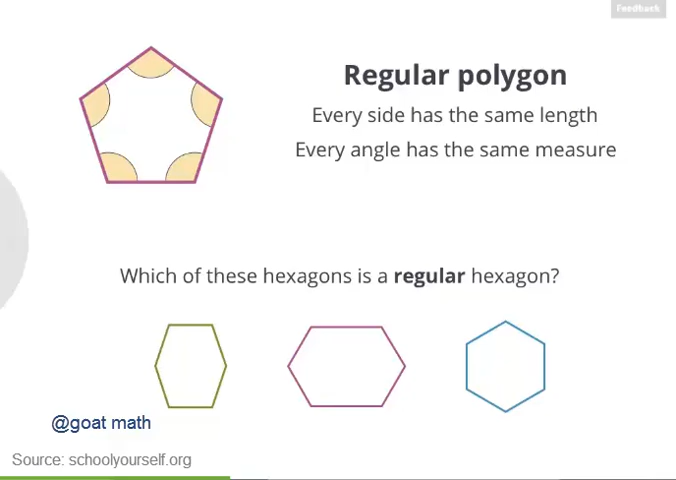 Feedback
Regular polygon
Every side has the same length
Every angle has the same measure
Which of these hexagons is a regular hexagon?
@goat math
Source: schoolyourself.org